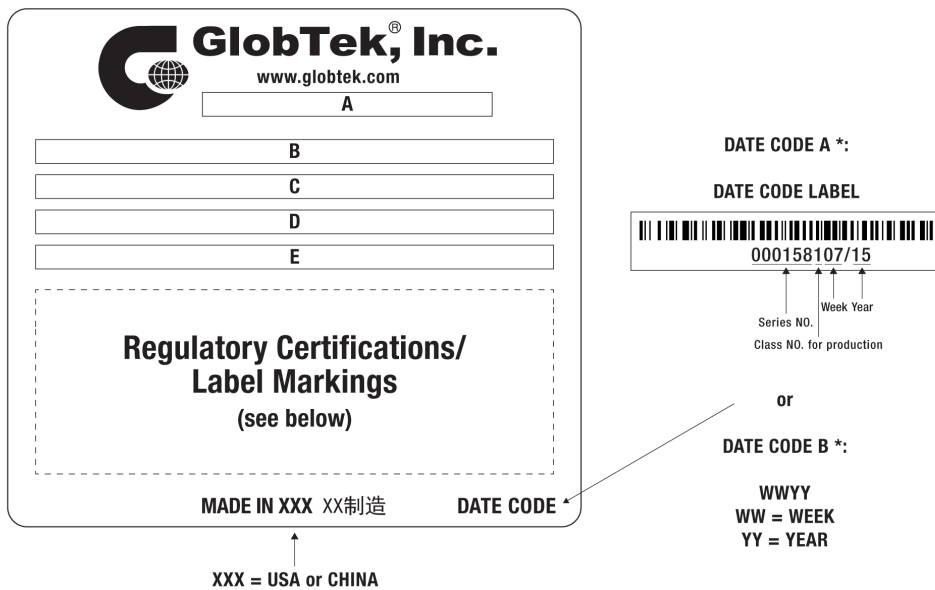 GlobTek,® Inc.
www.globtek.com
A
B
C
D
E
Regulatory Certifications/
Label Markings
(see below)
MADE IN XXX XX制造
DATE CODE
XXX = USA or CHINA
DATE CODE A *:
DATE CODE LABEL
000158107/15
Week Year
Series NO.
Class NO. for production
or
DATE CODE B *:
WWYY
WW = WEEK
YY = YEAR